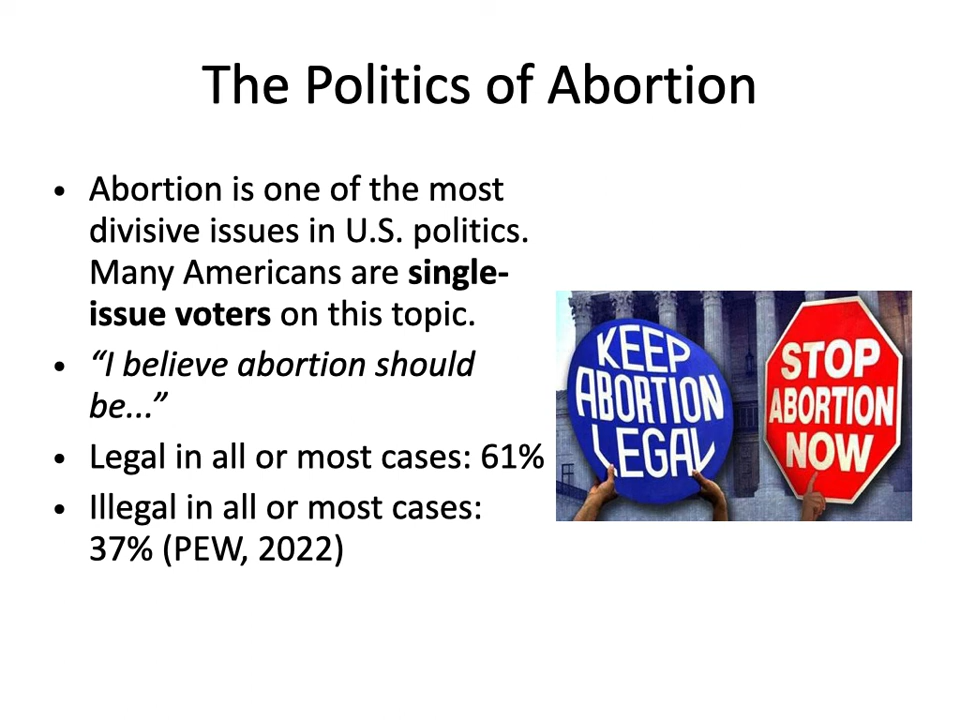 The Politics of Abortion
• Abortion is one of the most
divisive issues in U.S. politics.
Many Americans are single-
issue voters on this topic.
• “I believe abortion should
be...”
• Legal in all or most cases: 61%
• Illegal in all or most cases:
37% (PEW, 2022)
KEEP
ABORTION
LEGAL
STOP
ABORTION
NOW